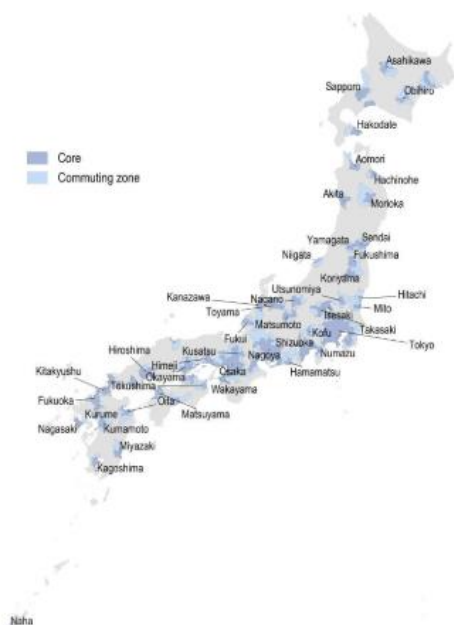 Asahikawa
Sapporo
Obihiro
Hakodale
Core
Commuting zone
Aomori
Hachinohe
Akita
Morioka
Yamagata
Sendai
Niigata
Fukushima
Koriyama
Utsunomiya
Hitachi
Kanazawa
Nagano
Mito
Toyama
Isesaki
Matsumoto
Takasaki
Fukui
Kofu
Tokyo
Hiroshima
Kusatsu
Shizuoka
Himeji
Nagoya
Numazu
Kitakyushu
Okayama
Osaka
Hamamatsu
Tokushima
Wakayama
Fukuoka
Oita
Kurume
Matsuyama
Nagasaki
Kumamoto
Miyazaki
Kagoshima
Naha